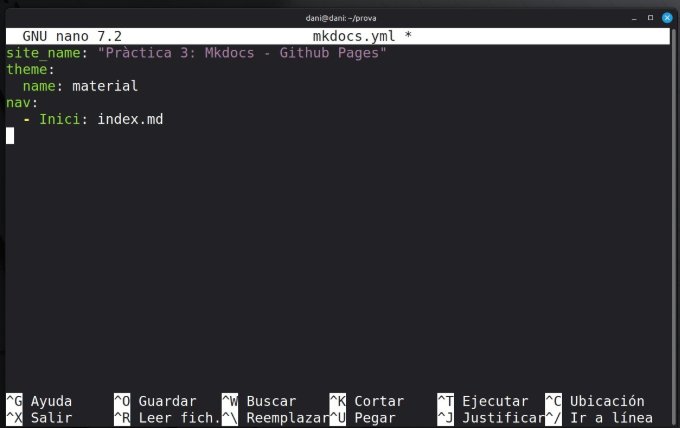 dani@dani: ~/prova
GNU nano 7.2 mkdocs.yml *
site_name: "Pràctica 3: Mkdocs - Github Pages"
theme:
  name: material
nav:
  - Inici: index.md
^G Ayuda ^O Guardar ^W Buscar ^K Cortar ^T Ejecutar ^C Ubicación
^X Salir ^R Leer fich. ^\ Reemplazar ^U Pegar ^J Justificar ^/ Ir a línea